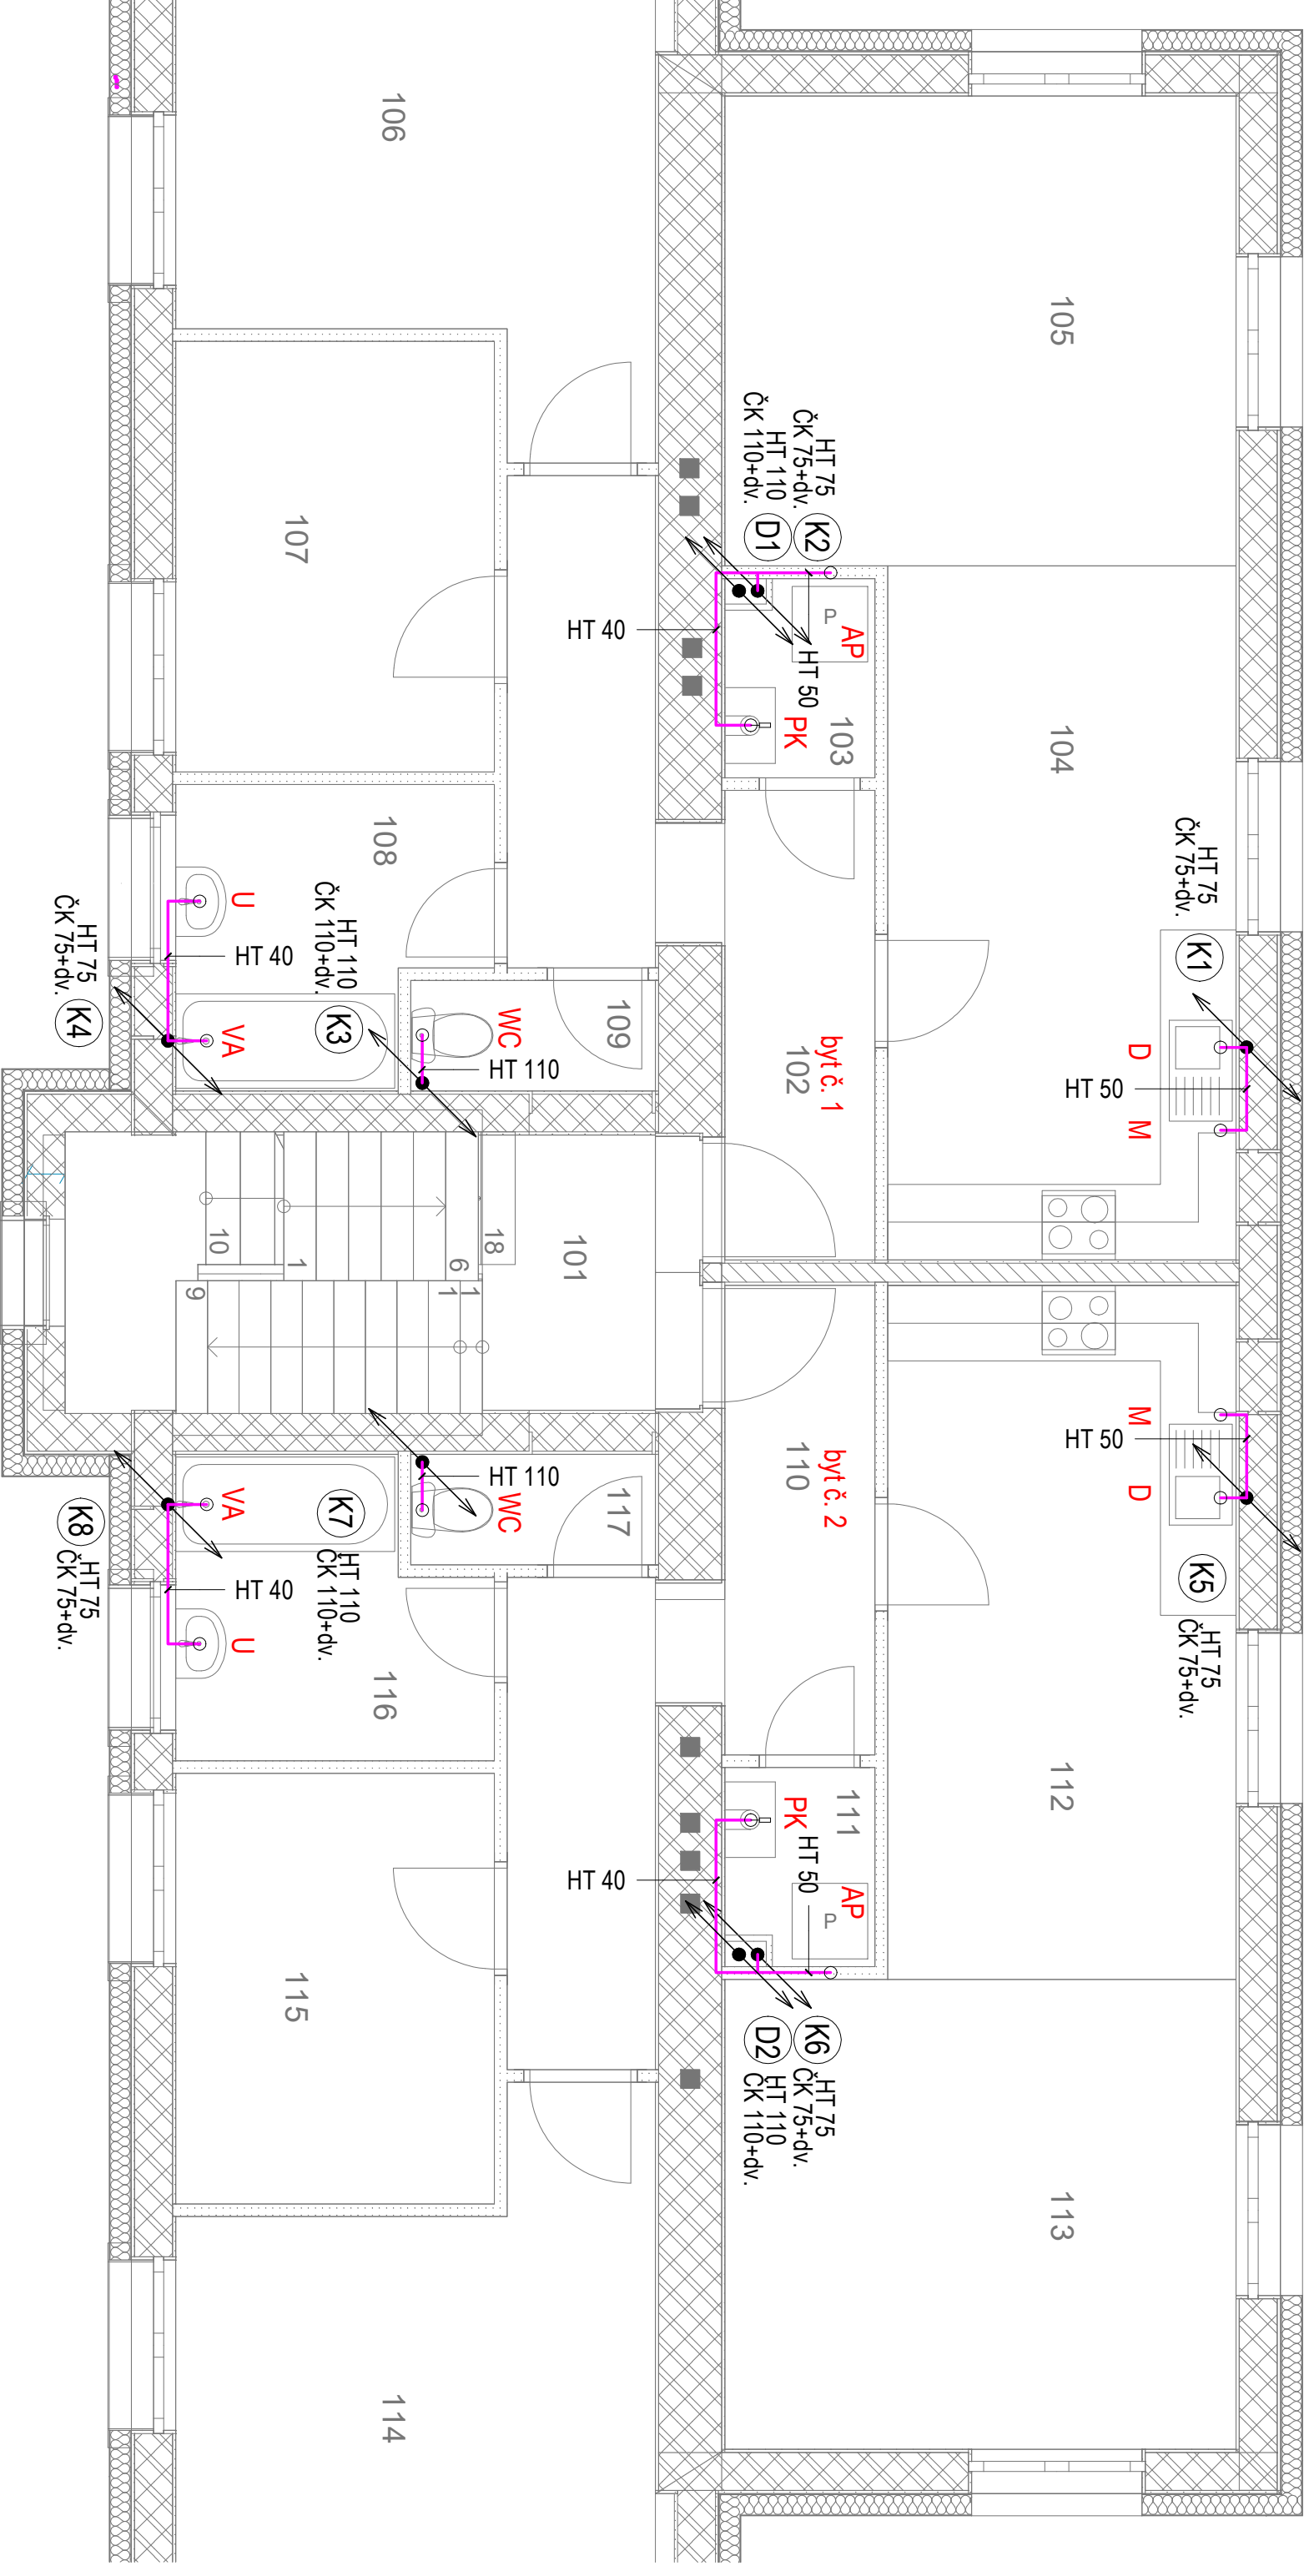 106
105
107
104
HT 75
ČK 75+dv.
K2
HT 110
ČK 110+dv.
D1
HT 40
P
AP
HT 50
PK
103
108
HT 75
ČK 75+dv.
K1
U
HT 40
HT 75
ČK 75+dv.
K4
HT 110
ČK 110+dv.
K3
VA
WC
HT 110
109
byt č. 1
102
D
HT 50
M
101
10
1
18
6
9
11
M
HT 50
D
byt č. 2
110
HT 110
WC
117
VA
K7
HT 110
ČK 110+dv.
K8
HT 75
ČK 75+dv.
HT 40
U
116
K5
HT 75
ČK 75+dv.
112
111
PK
HT 50
AP
P
HT 40
115
K6
HT 75
ČK 75+dv.
D2
HT 110
ČK 110+dv.
113
114